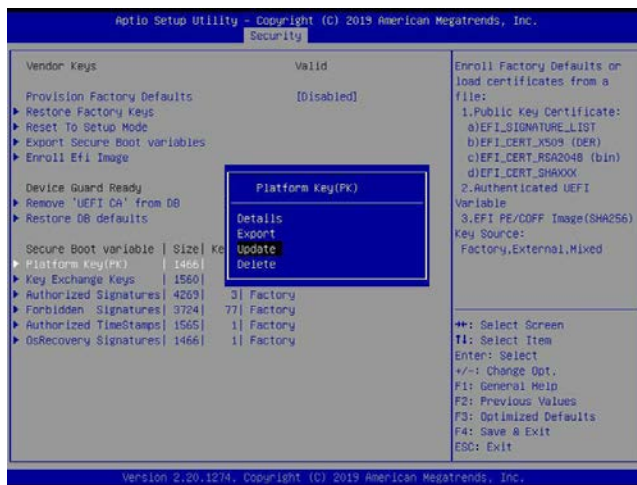 Aptio Setup Utility - Copyright (C) 2019 American Megatrends, Inc.
Security
Vendor Keys Valid
Provision Factory Defaults [Disabled]
Restore Factory Keys
Reset To Setup Mode
Export Secure Boot variables
Enroll Efi Image
Device Guard Ready
Remove 'UEFI CA' from DB
Restore DB defaults
Secure Boot variable | Size| Ke
Platform Key(PK) | 1466|
Key Exchange Keys | 1560|
Authorized Signatures| 4269| 3| Factory
Forbidden Signatures| 3724| 77| Factory
Authorized TimeStamps| 1565| 1| Factory
OsRecovery Signatures| 1466| 1| Factory
Platform Key(PK)
Details
Export
Update
Delete
Enroll Factory Defaults or
load certificates from a
file:
1.Public Key Certificate:
a)EFI_SIGNATURE_LIST
b)EFI_CERT_X509 (DER)
c)EFI_CERT_RSA2048 (bin)
d)EFI_CERT_SHAXXX
2.Authenticated UEFI
Variable
3.EFI PE/COFF Image(SHA256)
Key Source:
Factory,External,Mixed
→←: Select Screen
↑↓: Select Item
Enter: Select
+/-: Change Opt.
F1: General Help
F2: Previous Values
F3: Optimized Defaults
F4: Save & Exit
ESC: Exit
Version 2.20.1274. Copyright (C) 2019 American Megatrends, Inc.